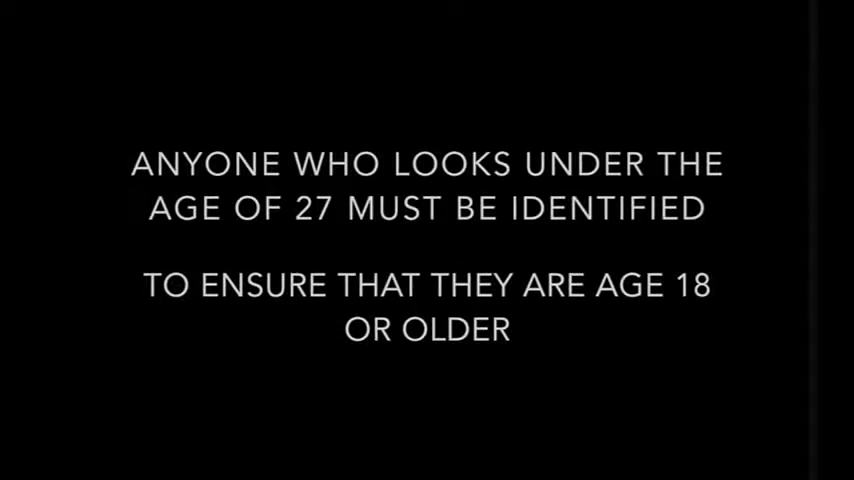 ANYONE WHO LOOKS UNDER THE
AGE OF 27 MUST BE IDENTIFIED
TO ENSURE THAT THEY ARE AGE 18
OR OLDER